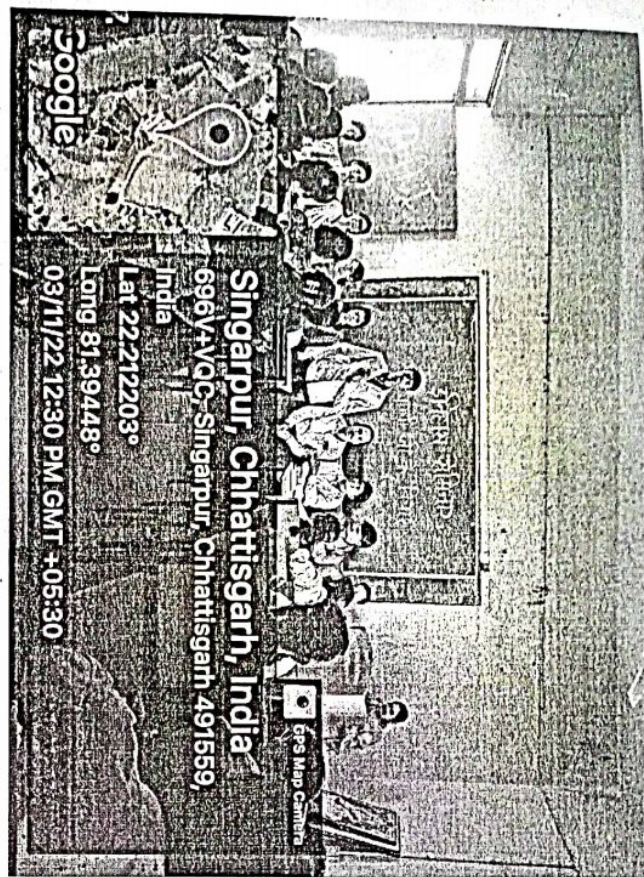 GPS Map Camera
Singarpur, Chhattisgarh, India
696V+VQC, Singarpur, Chhattisgarh 491559,
India
Lat 22.212203°
Long 81.39448°
03/11/22 12:30 PM GMT +05:30
Google